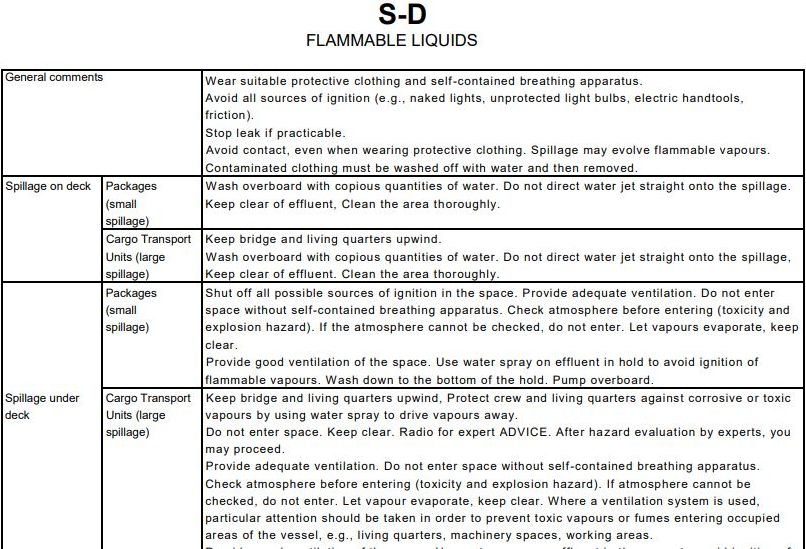 S-D
FLAMMABLE LIQUIDS
General comments
Wear suitable protective clothing and self-contained breathing apparatus.
Avoid all sources of ignition (e.g., naked lights, unprotected light bulbs, electric handtools,
friction).
Stop leak if practicable.
Avoid contact, even when wearing protective clothing. Spillage may evolve flammable vapours.
Contaminated clothing must be washed off with water and then removed.
Spillage on deck
Packages
(small
spillage)
Wash overboard with copious quantities of water. Do not direct water jet straight onto the spillage.
Keep clear of effluent, Clean the area thoroughly.
Cargo Transport
Units (large
spillage)
Keep bridge and living quarters upwind.
Wash overboard with copious quantities of water. Do not direct water jet straight onto the spillage,
Keep clear of effluent. Clean the area thoroughly.
Spillage under
deck
Packages
(small
spillage)
Shut off all possible sources of ignition in the space. Provide adequate ventilation. Do not enter
space without self-contained breathing apparatus. Check atmosphere before entering (toxicity and
explosion hazard). If the atmosphere cannot be checked, do not enter. Let vapours evaporate, keep
clear.
Provide good ventilation of the space. Use water spray on effluent in hold to avoid ignition of
flammable vapours. Wash down to the bottom of the hold. Pump overboard.
Cargo Transport
Units (large
spillage)
Keep bridge and living quarters upwind, Protect crew and living quarters against corrosive or toxic
vapours by using water spray to drive vapours away.
Do not enter space. Keep clear. Radio for expert ADVICE. After hazard evaluation by experts, you
may proceed.
Provide adequate ventilation. Do not enter space without self-contained breathing apparatus.
Check atmosphere before entering (toxicity and explosion hazard). If atmosphere cannot be
checked, do not enter. Let vapour evaporate, keep clear. Where a ventilation system is used,
particular attention should be taken in order to prevent toxic vapours or fumes entering occupied
areas of the vessel, e.g., living quarters, machinery spaces, working areas.